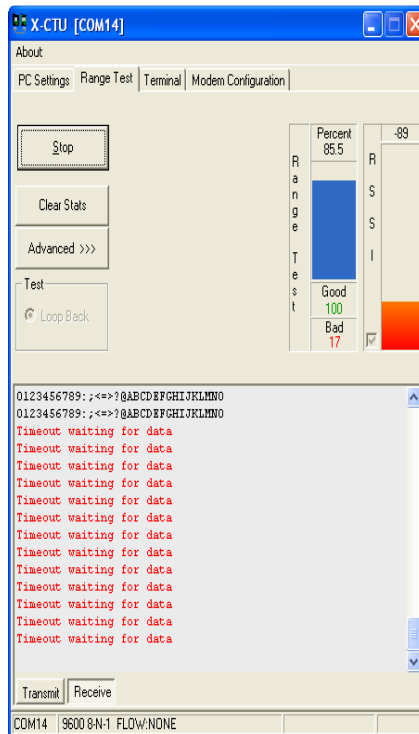 X-CTU [COM14]
About
PC Settings Range Test Terminal Modem Configuration
Stop
Clear Stats
Advanced >>>
Test
Loop Back
Range Test
Percent
85.5
Good
100
Bad
17
RSSI
-89
0123456789:;<=>?@ABCDEFGHIJKLMNO
0123456789:;<=>?@ABCDEFGHIJKLMNO
Timeout waiting for data
Timeout waiting for data
Timeout waiting for data
Timeout waiting for data
Timeout waiting for data
Timeout waiting for data
Timeout waiting for data
Timeout waiting for data
Timeout waiting for data
Timeout waiting for data
Timeout waiting for data
Timeout waiting for data
Timeout waiting for data
Transmit Receive
COM14 9600 8-N-1 FLOW:NONE